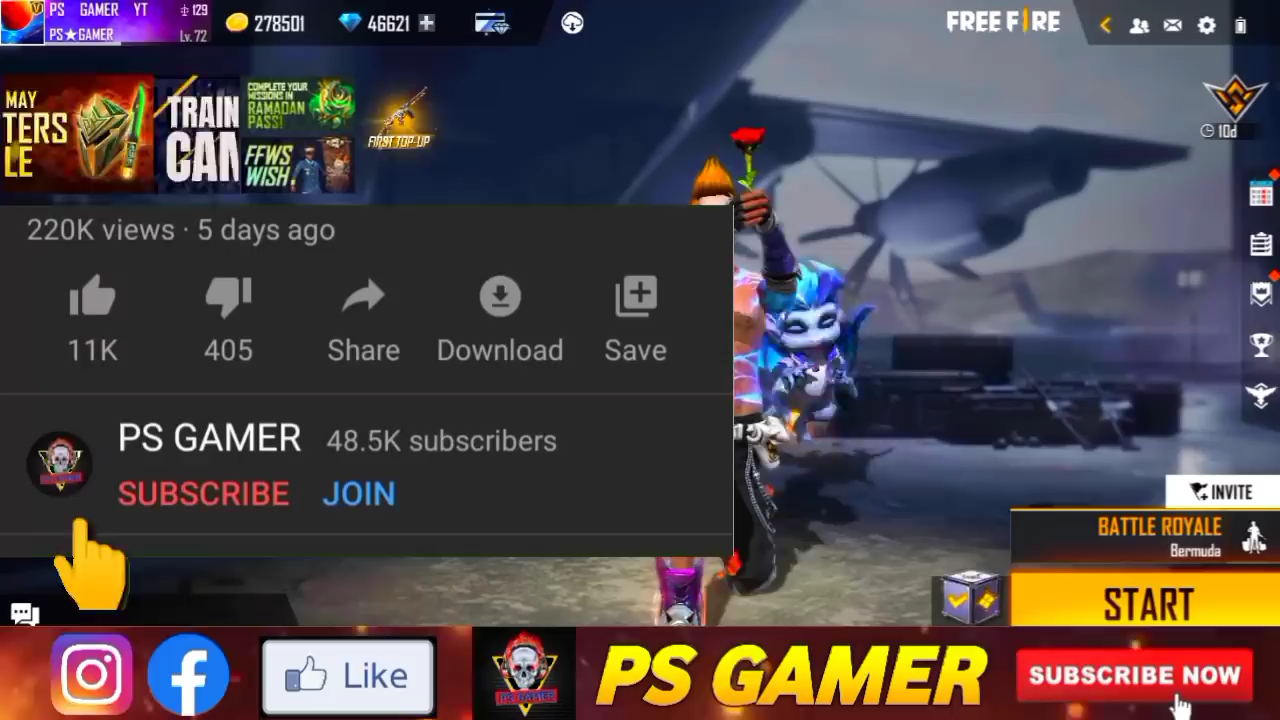 PS GAMER YT
129
PS★GAMER
Lv. 72
278501
46621
FREE FIRE
MAY
TERS
LE
TRAIN
CAM
COMPLETE YOUR
MISSIONS IN
RAMADAN
PASS!
FFWS
WISH
FIRST TOP-UP
10d
220K views · 5 days ago
11K
405
Share
Download
Save
PS GAMER 48.5K subscribers
SUBSCRIBE JOIN
INVITE
BATTLE ROYALE
Bermuda
START
Like
PS GAMER
PS GAMER
SUBSCRIBE NOW